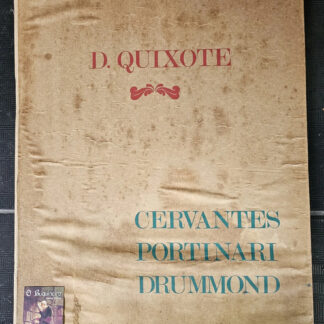 D. QUIXOTE
CERVANTES
PORTINARI
DRUMMOND